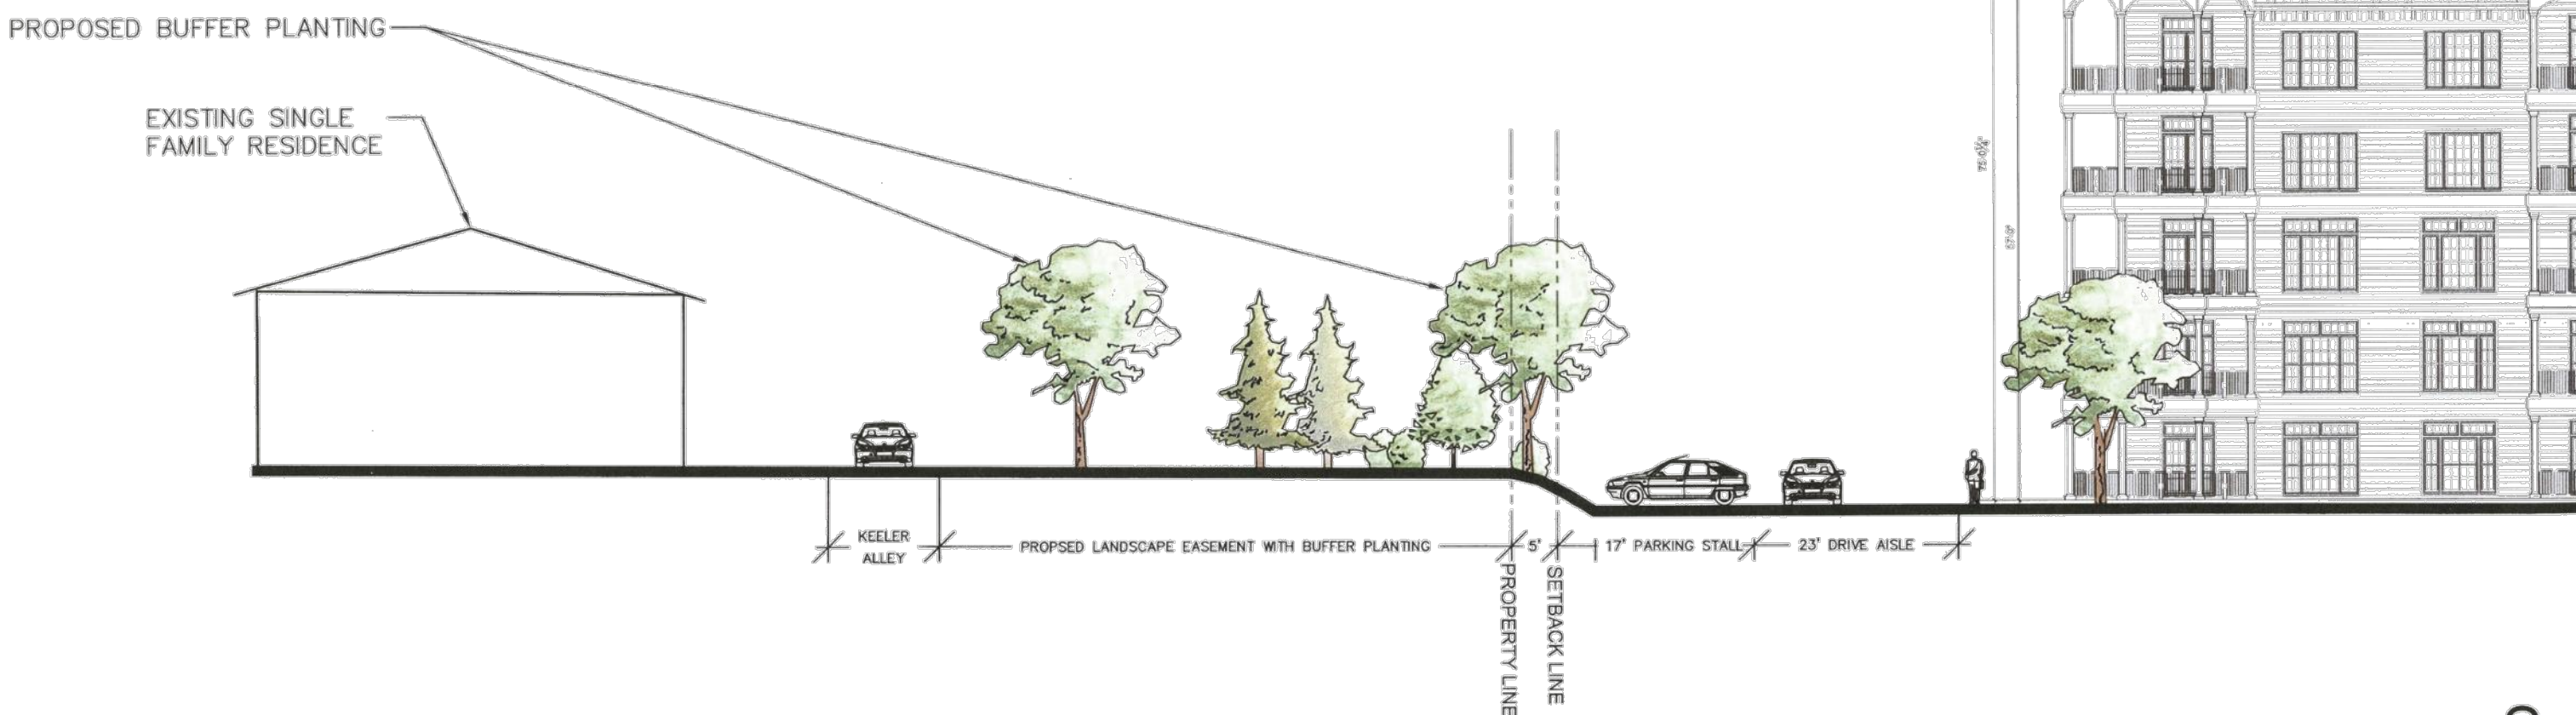 PROPOSED BUFFER PLANTING
EXISTING SINGLE
FAMILY RESIDENCE
KEELER
ALLEY
PROPSED LANDSCAPE EASEMENT WITH BUFFER PLANTING
5'
17' PARKING STALL
23' DRIVE AISLE
PROPERTY LINE
SETBACK LINE